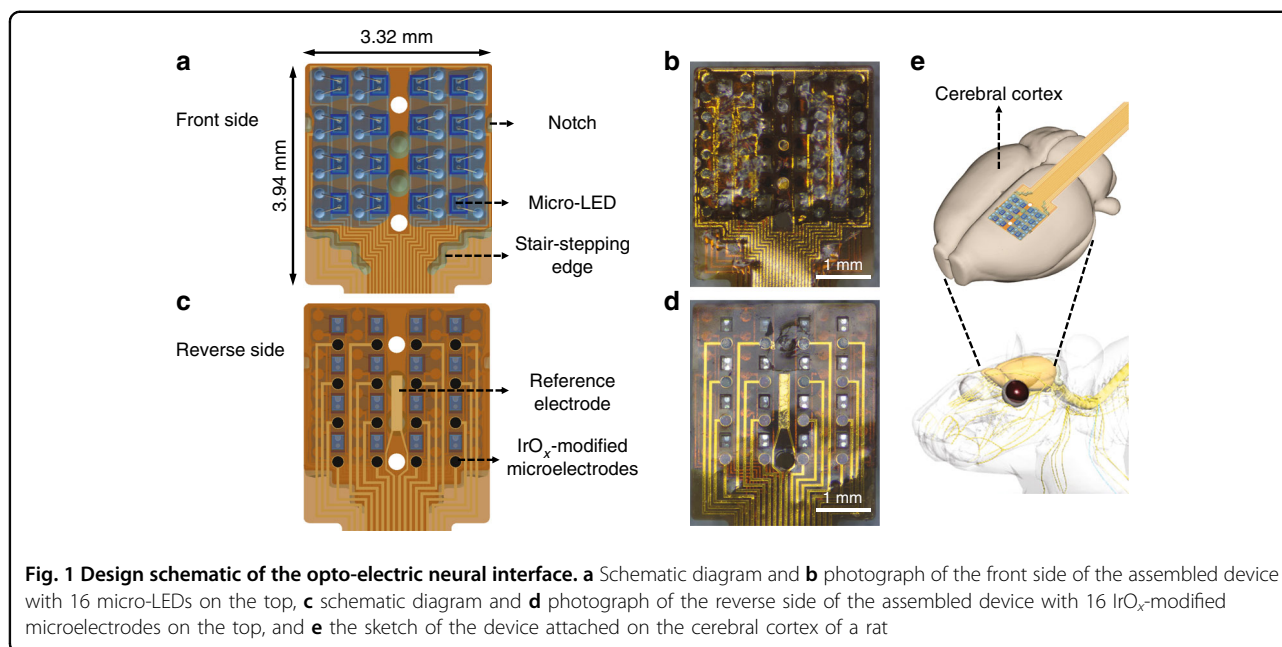 3.32 mm
a
Front side
3.94 mm
Notch
Micro-LED
Stair-stepping
edge
b
1 mm
c
Reverse side
Reference
electrode
IrOx-modified
microelectrodes
d
1 mm
e
Cerebral cortex
Fig. 1 Design schematic of the opto-electric neural interface. a Schematic diagram and b photograph of the front side of the assembled device
with 16 micro-LEDs on the top, c schematic diagram and d photograph of the reverse side of the assembled device with 16 IrOx-modified
microelectrodes on the top, and e the sketch of the device attached on the cerebral cortex of a rat